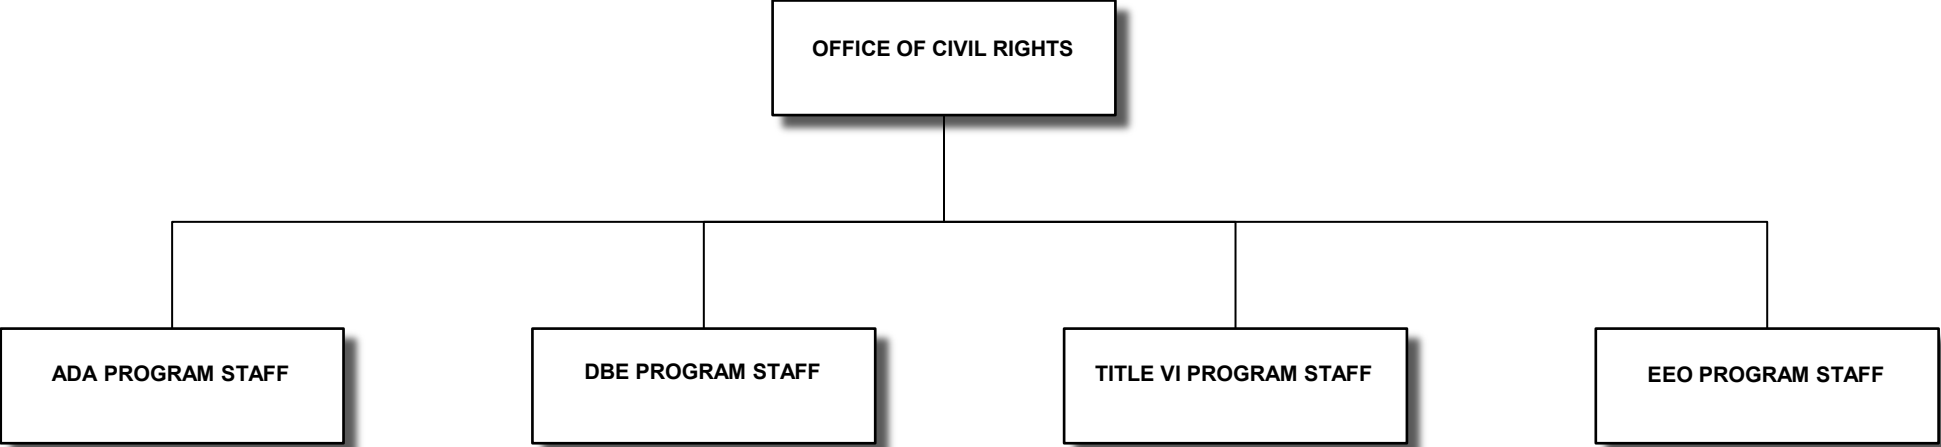 OFFICE OF CIVIL RIGHTS
ADA PROGRAM STAFF
DBE PROGRAM STAFF
TITLE VI PROGRAM STAFF
EEO PROGRAM STAFF